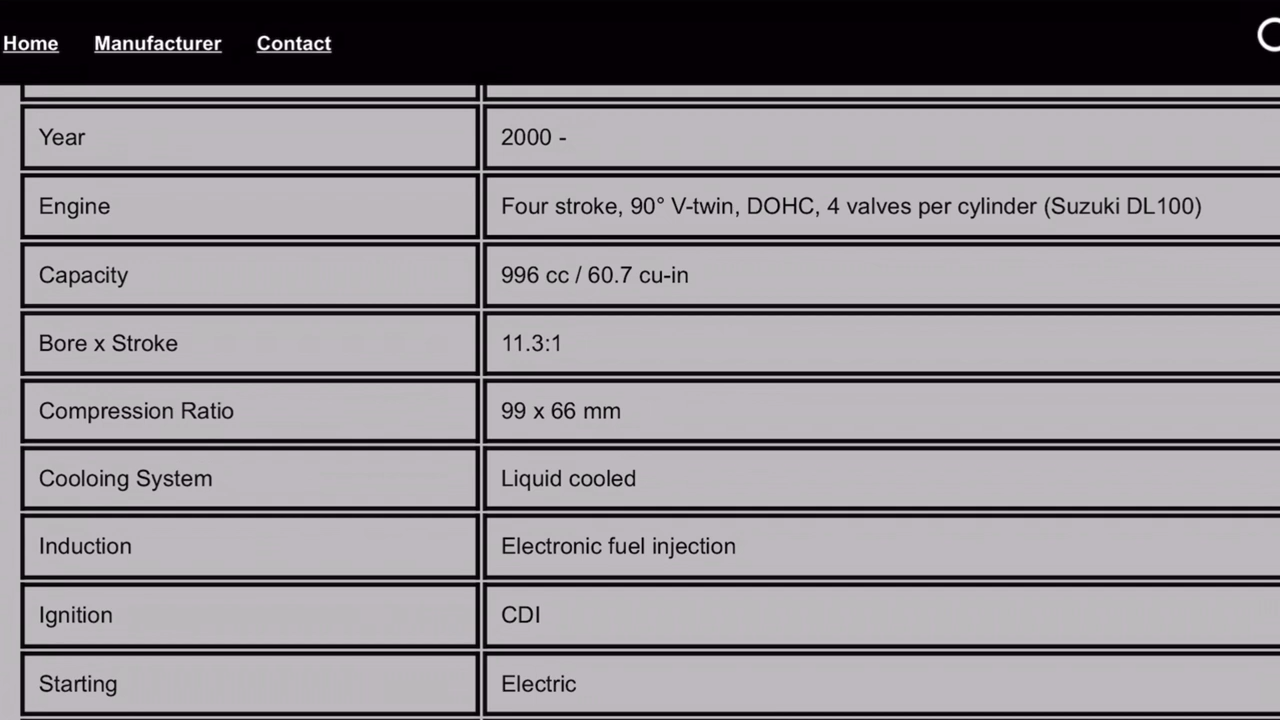 Home Manufacturer Contact
Year 2000 -
Engine Four stroke, 90° V-twin, DOHC, 4 valves per cylinder (Suzuki DL100)
Capacity 996 cc / 60.7 cu-in
Bore x Stroke 11.3:1
Compression Ratio 99 x 66 mm
Cooloing System Liquid cooled
Induction Electronic fuel injection
Ignition CDI
Starting Electric